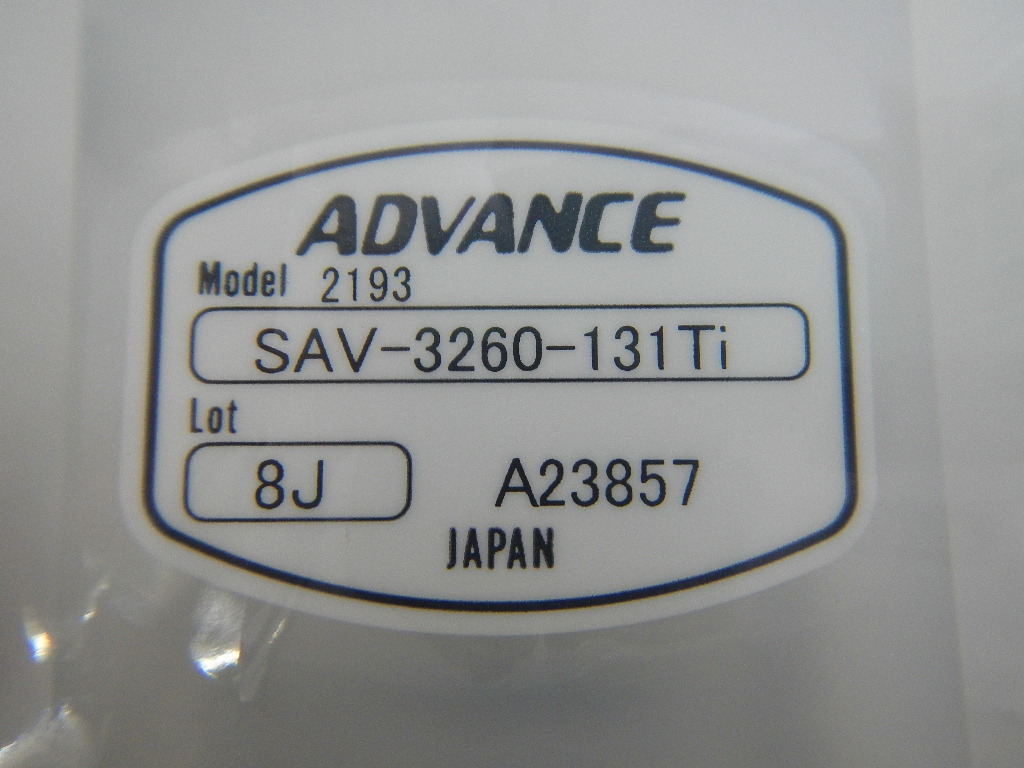 ADVANCE
Model 2193
SAV-3260-131Ti
Lot
8J A23857
JAPAN